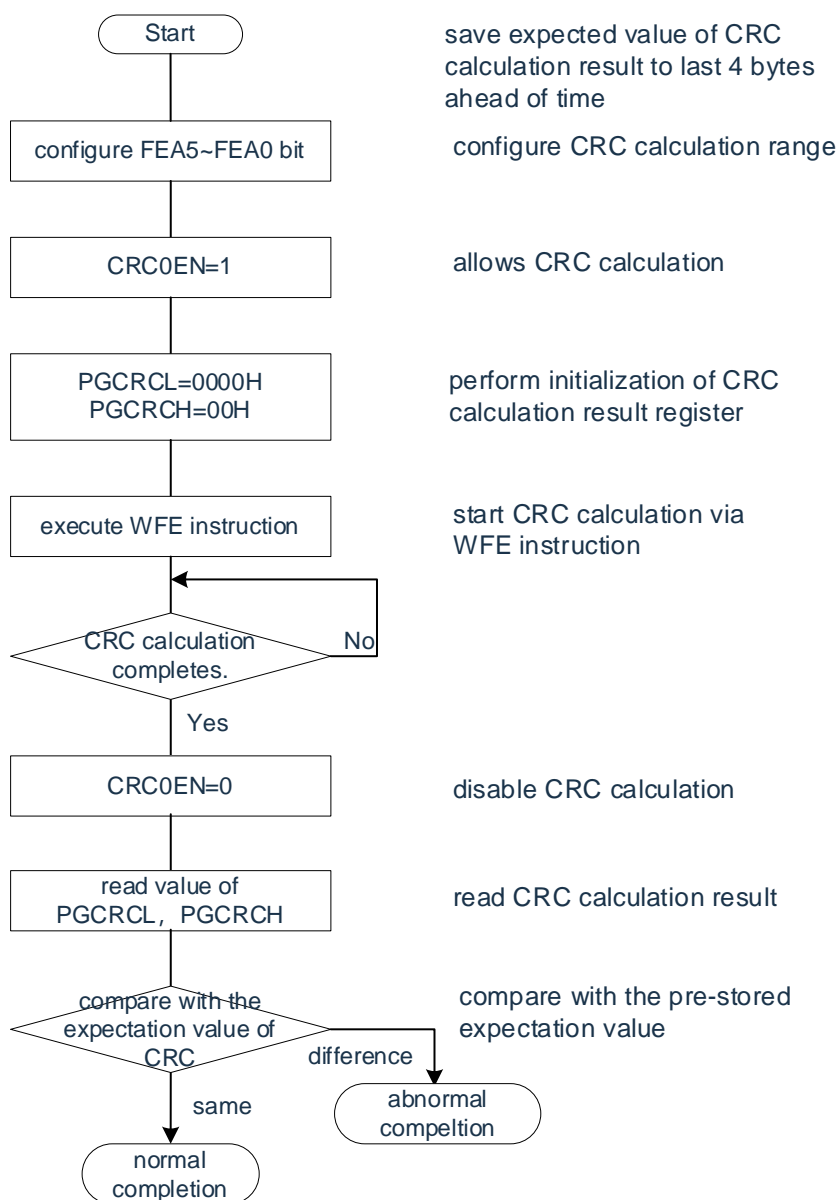 Start
save expected value of CRC
calculation result to last 4 bytes
ahead of time
configure FEA5~FEA0 bit
configure CRC calculation range
CRC0EN=1
allows CRC calculation
PGCRCL=0000H
PGCRCH=00H
perform initialization of CRC
calculation result register
execute WFE instruction
start CRC calculation via
WFE instruction
CRC calculation
completes.
No
Yes
CRC0EN=0
disable CRC calculation
read value of
PGCRCL, PGCRCH
read CRC calculation result
compare with the
expectation value of
CRC
compare with the pre-stored
expectation value
difference
same
abnormal
compeltion
normal
completion